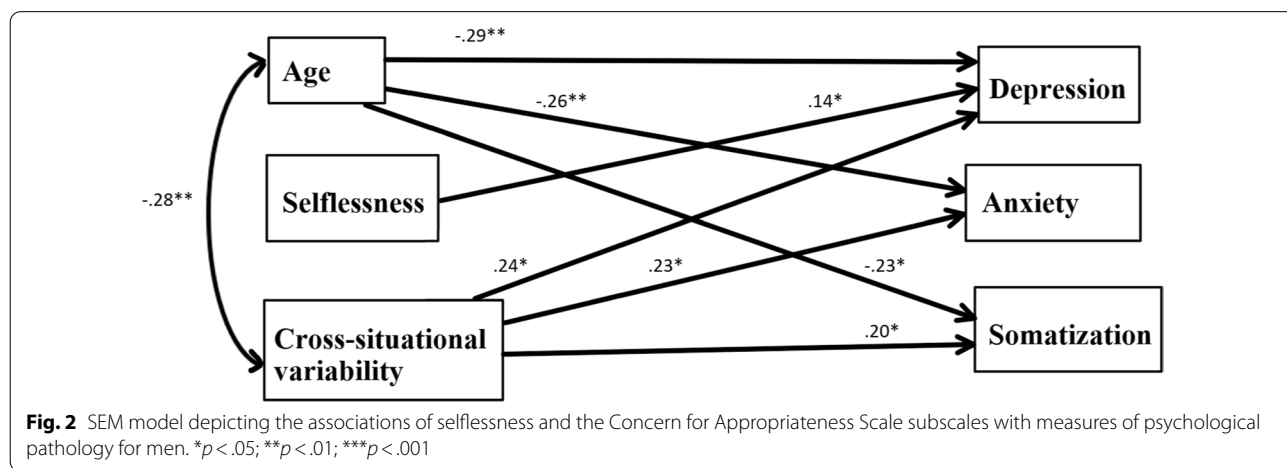 -.29**
Age
-.26**
.14*
Depression
Selflessness
Anxiety
-.28**
.24*
.23*
-.23*
Cross-situational
variability
.20*
Somatization
Fig. 2 SEM model depicting the associations of selflessness and the Concern for Appropriateness Scale subscales with measures of psychological
pathology for men. *p < .05; **p < .01; ***p < .001